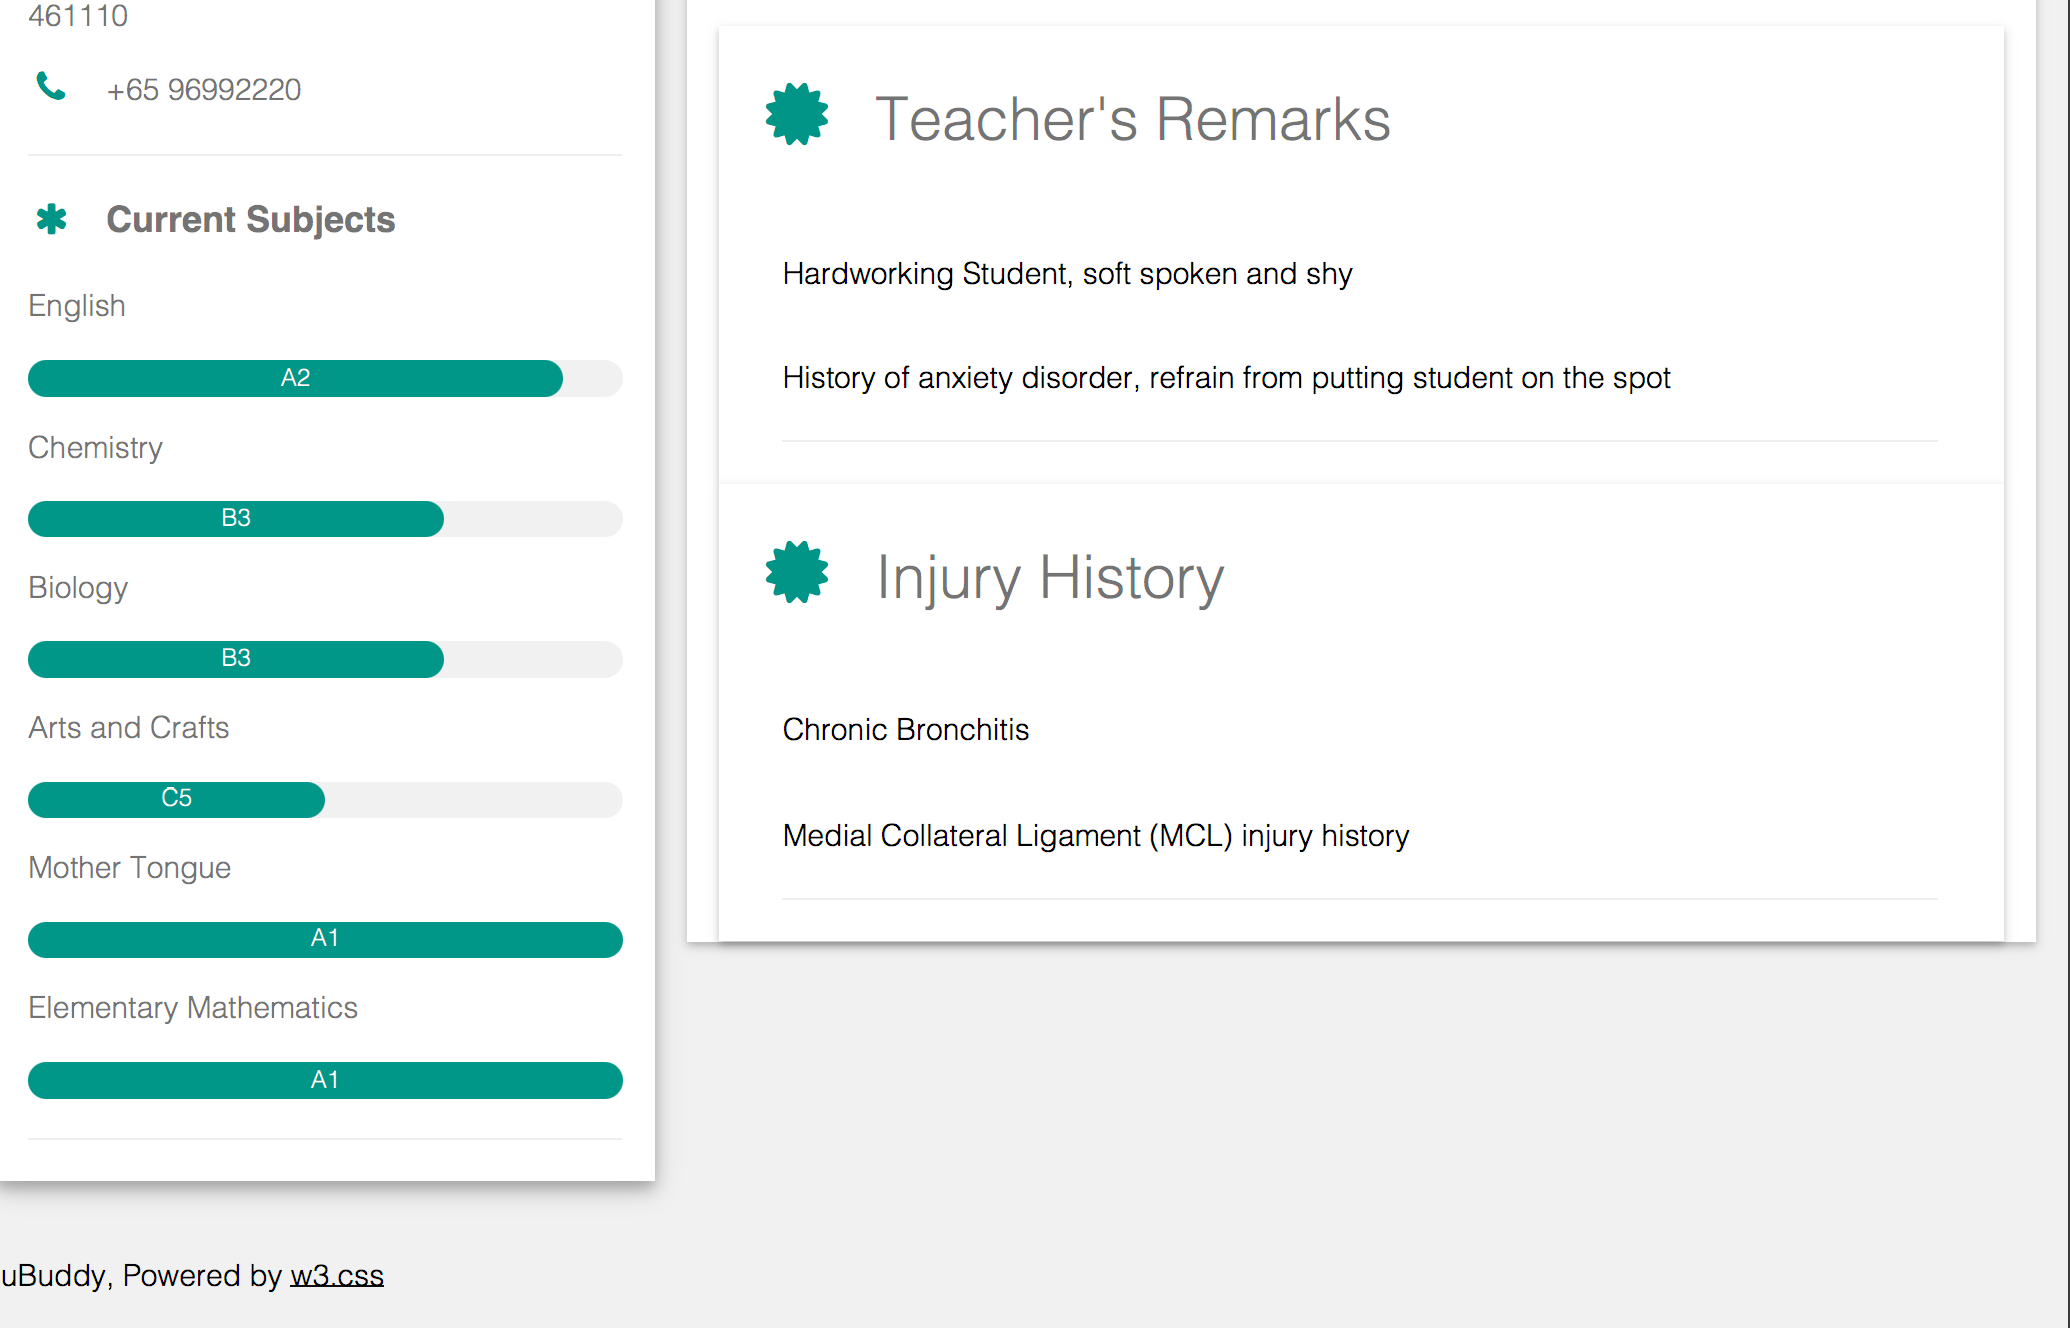 461110
+65 96992220
Current Subjects
English
A2
Chemistry
B3
Biology
B3
Arts and Crafts
C5
Mother Tongue
A1
Elementary Mathematics
A1
Teacher's Remarks
Hardworking Student, soft spoken and shy
History of anxiety disorder, refrain from putting student on the spot
Injury History
Chronic Bronchitis
Medial Collateral Ligament (MCL) injury history
uBuddy, Powered by w3.css